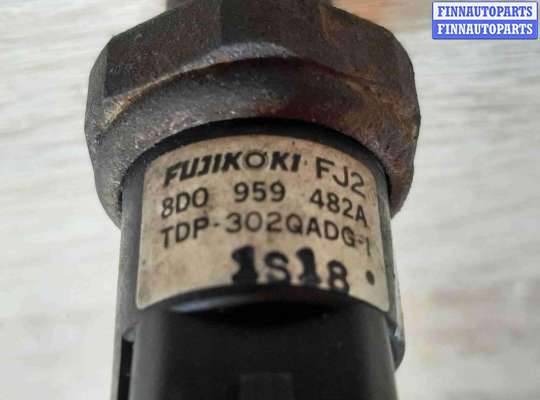 FINNAUTOPARTS
FINNAUTOPARTS
FUJIKOKI FJ2
8D0 959 482A
TDP-302QADG-1
1S18